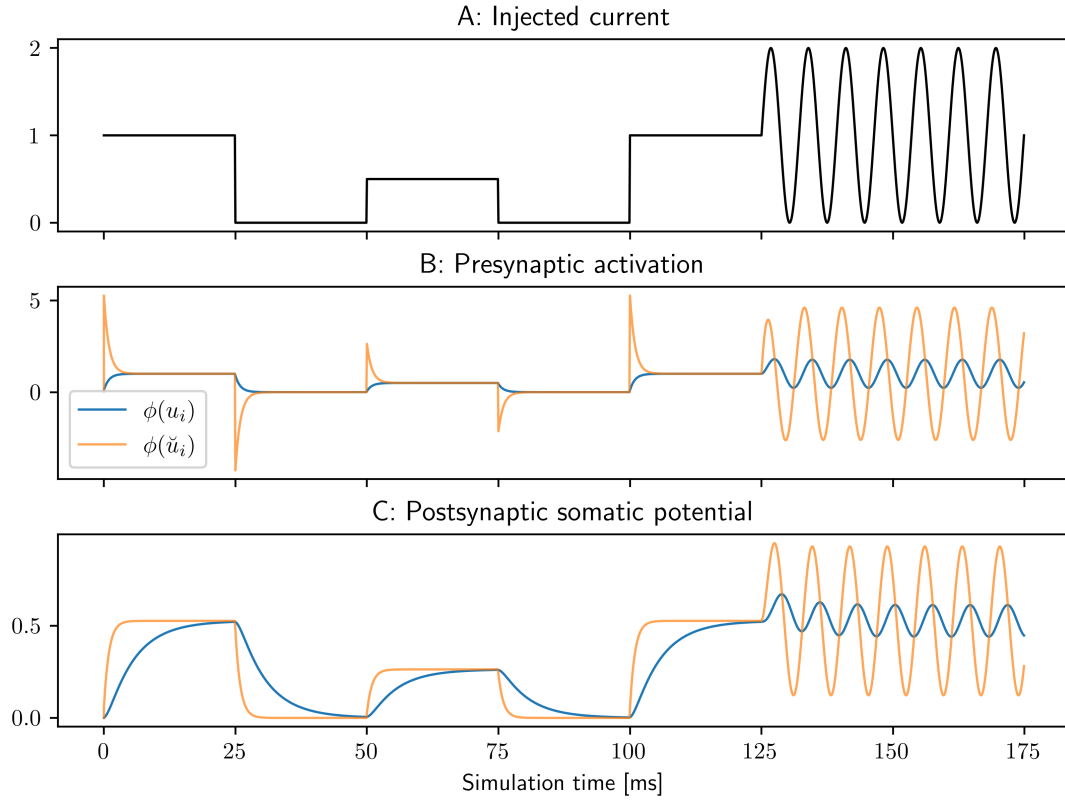 A: Injected current
2
1
0
B: Presynaptic activation
5
0
ϕ(uᵢ)
ϕ(ŭᵢ)
C: Postsynaptic somatic potential
0.5
0.0
0 25 50 75 100 125 150 175
Simulation time [ms]